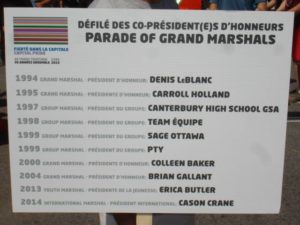 DÉFILÉ DES CO-PRÉSIDENT(E)S D'HONNEURS
PARADE OF GRAND MARSHALS
FIERTÉ DANS LA CAPITALE
CAPITAL PRIDE
1994 GRAND MARSHAL - PRÉSIDENT D'HONNEUR: DENIS LEBLANC
1995 GRAND MARSHAL - PRÉSIDENT D'HONNEUR: CARROLL HOLLAND
1997 GROUP MARSHAL - PRÉSIDENT DU GROUPE: CANTERBURY HIGH SCHOOL GSA
1998 GROUP MARSHAL - PRÉSIDENT DU GROUPE: TEAM ÉQUIPE
1999 GROUP MARSHAL - PRÉSIDENT DU GROUPE: SAGE OTTAWA
1999 GROUP MARSHAL - PRÉSIDENT DU GROUPE: PTY
2000 GRAND MARSHAL - PRÉSIDENT D'HONNEUR: COLLEEN BAKER
2004 GRAND MARSHAL - PRÉSIDENT D'HONNEUR: BRIAN GALLANT
2013 YOUTH MARSHAL - PRÉSIDENTE DE LA JEUNESSE: ERICA BUTLER
2014 INTERNATIONAL MARSHAL - PRÉSIDENT INTERNATIONAL: CASON CRANE